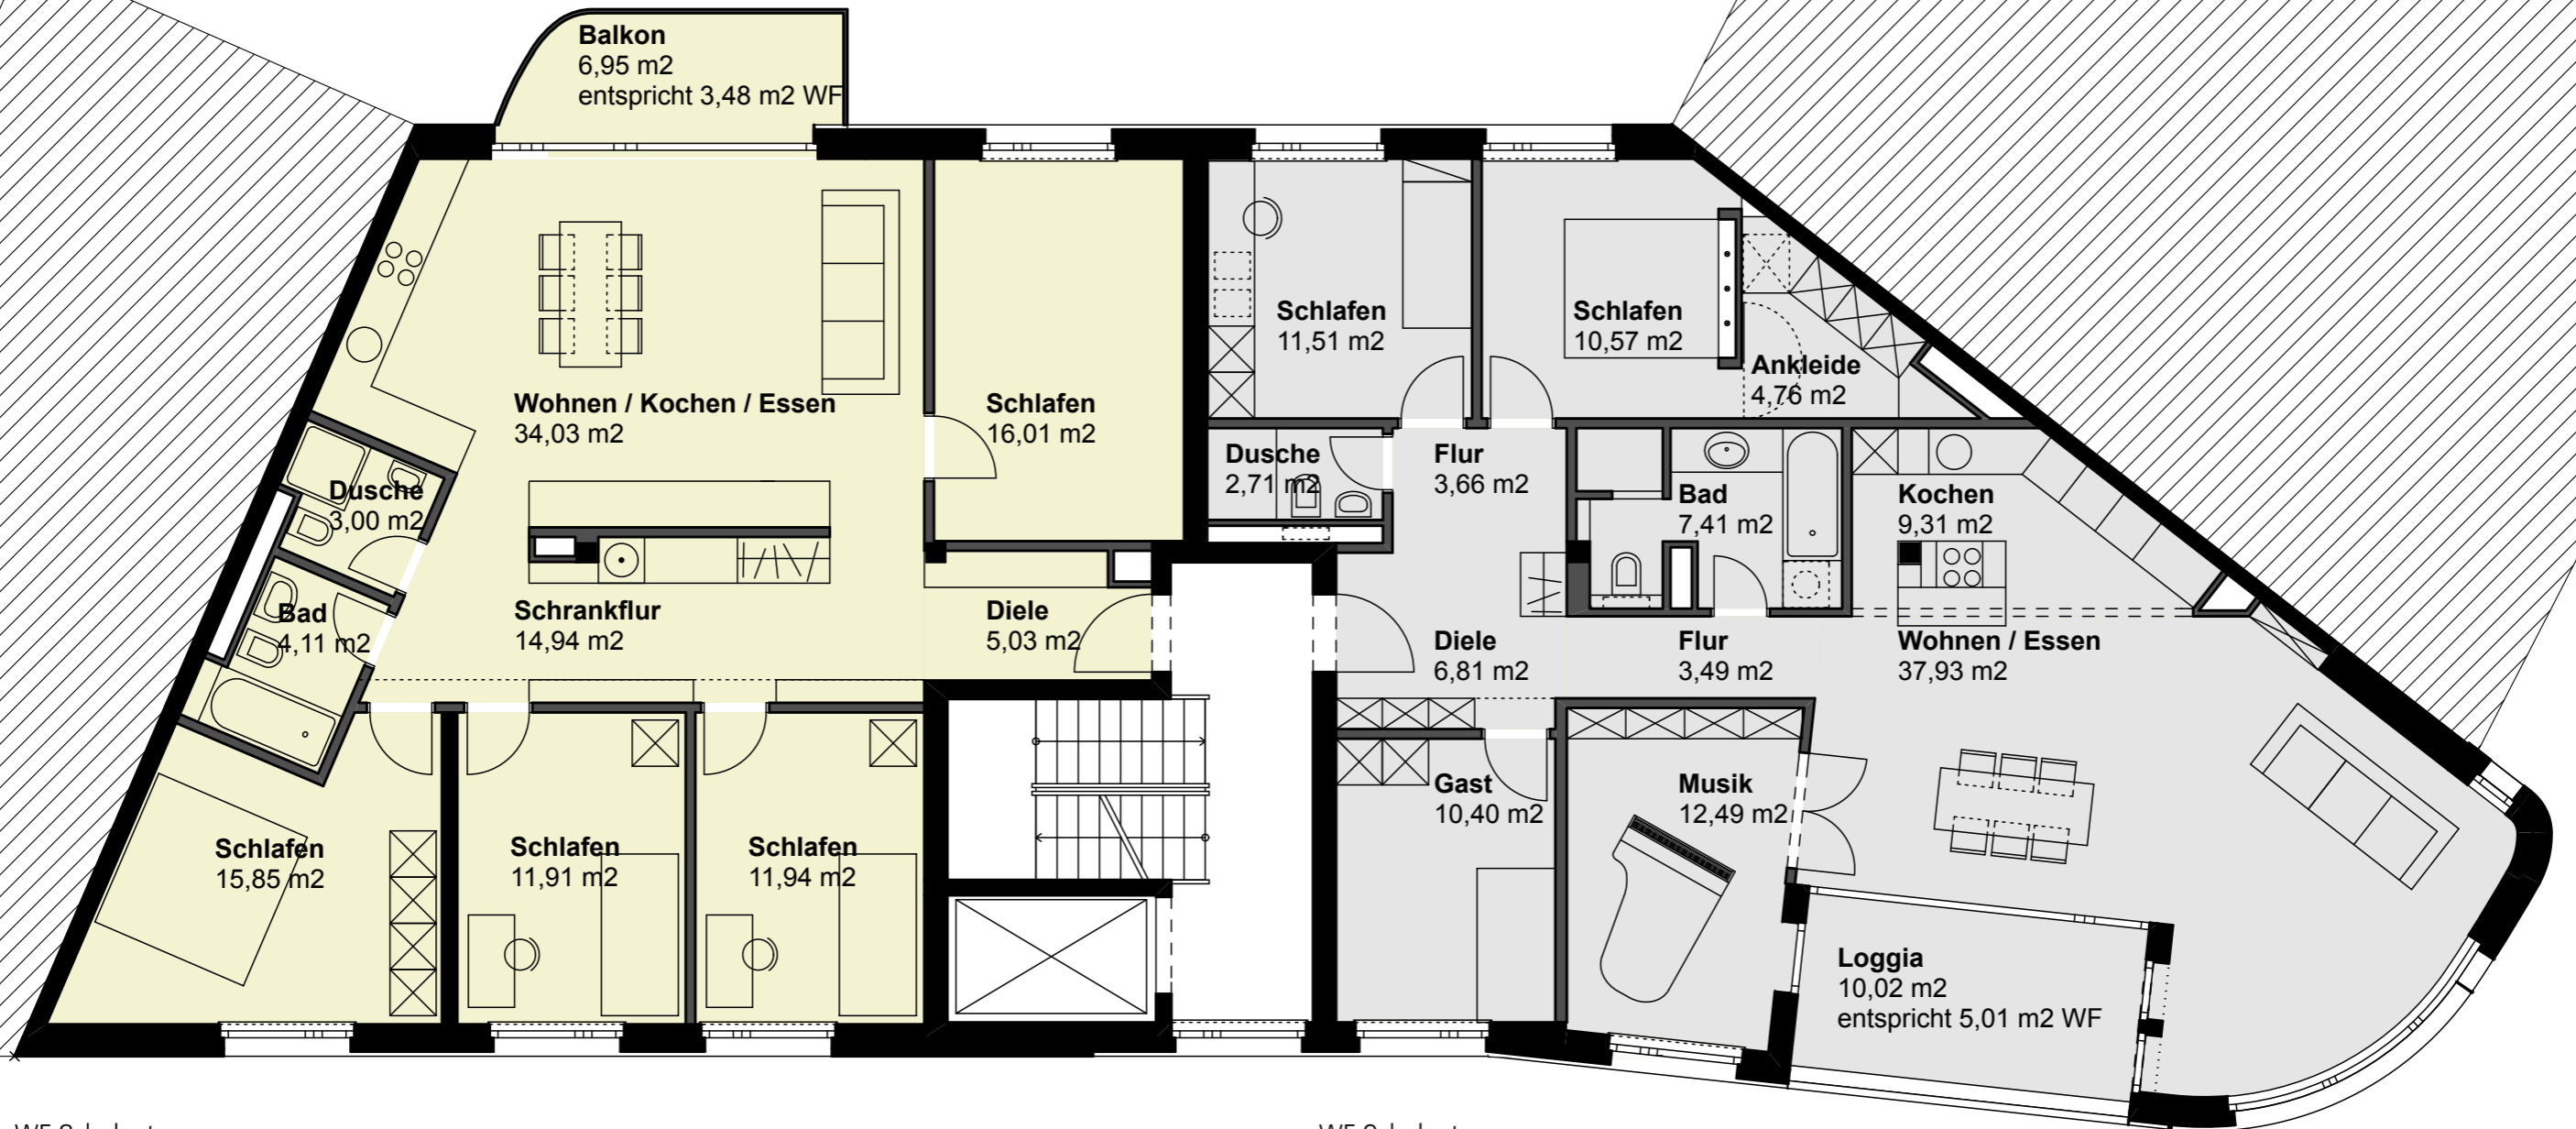 Balkon
6,95 m2
entspricht 3,48 m2 WF
Wohnen / Kochen / Essen
34,03 m2
Schlafen
16,01 m2
Dusche
3,00 m2
Bad
4,11 m2
Schrankflur
14,94 m2
Diele
5,03 m2
Schlafen
15,85 m2
Schlafen
11,91 m2
Schlafen
11,94 m2
Schlafen
11,51 m2
Schlafen
10,57 m2
Ankleide
4,76 m2
Dusche
2,71 m2
Flur
3,66 m2
Bad
7,41 m2
Kochen
9,31 m2
Diele
6,81 m2
Flur
3,49 m2
Wohnen / Essen
37,93 m2
Gast
10,40 m2
Musik
12,49 m2
Loggia
10,02 m2
entspricht 5,01 m2 WF